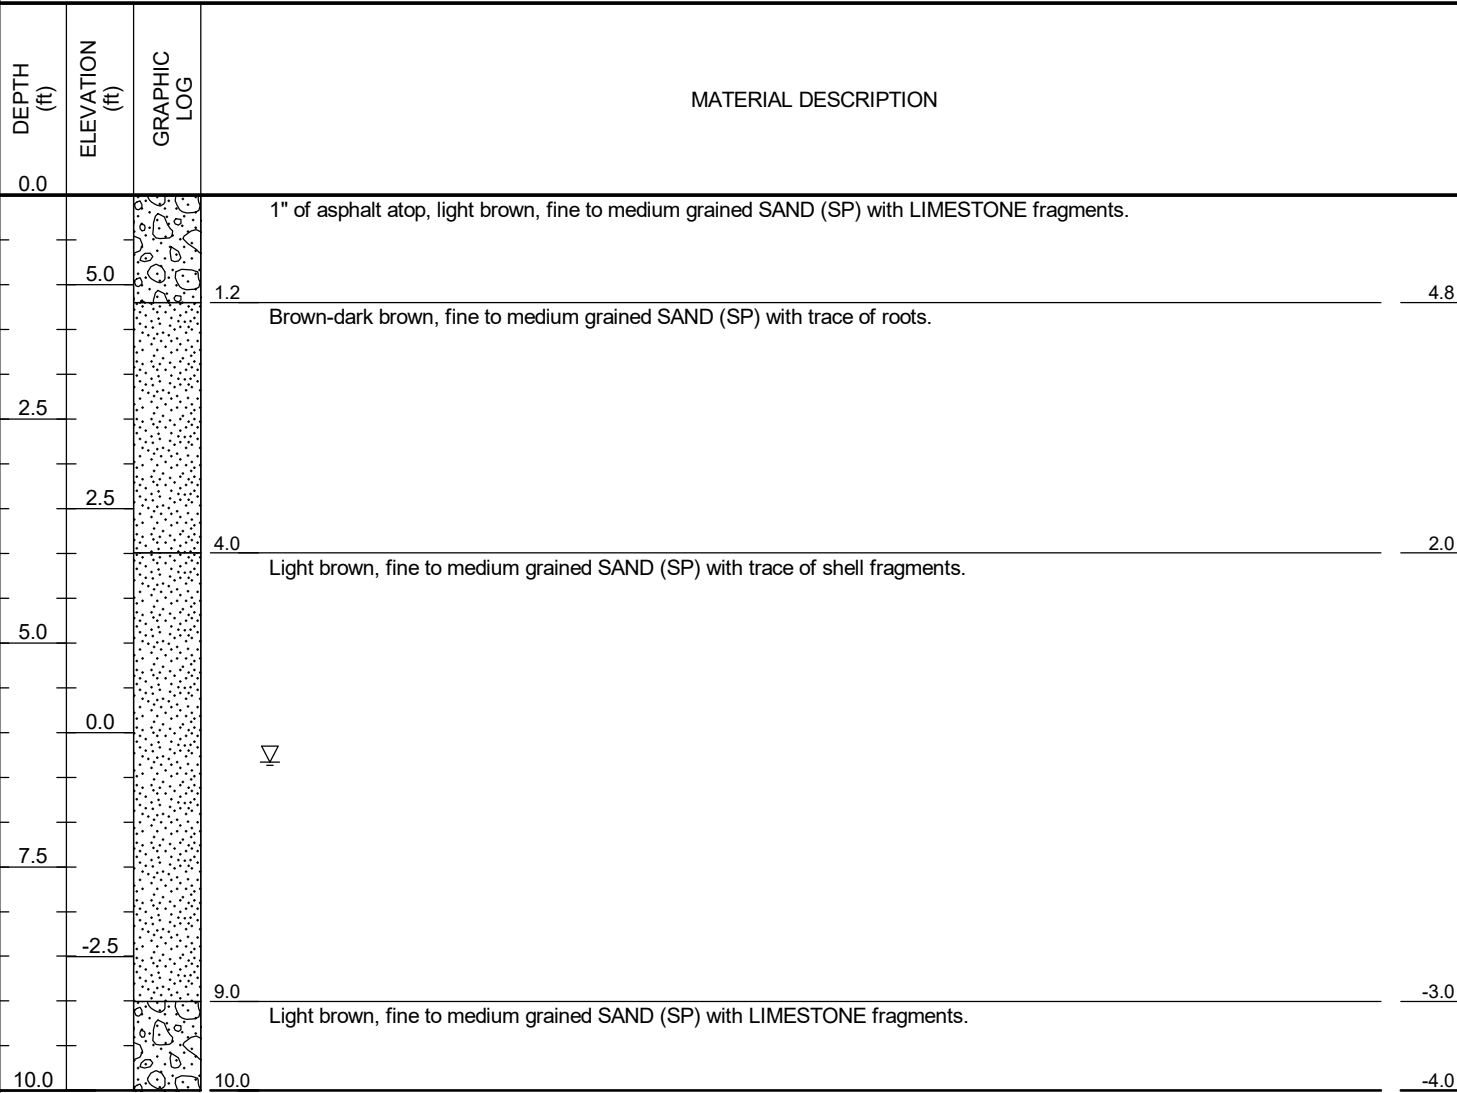 DEPTH
(ft)
ELEVATION
(ft)
GRAPHIC
LOG
MATERIAL DESCRIPTION
0.0
1" of asphalt atop, light brown, fine to medium grained SAND (SP) with LIMESTONE fragments.
5.0
1.2
4.8
Brown-dark brown, fine to medium grained SAND (SP) with trace of roots.
2.5
2.5
4.0
2.0
Light brown, fine to medium grained SAND (SP) with trace of shell fragments.
5.0
0.0
7.5
-2.5
9.0
-3.0
Light brown, fine to medium grained SAND (SP) with LIMESTONE fragments.
10.0
10.0
-4.0